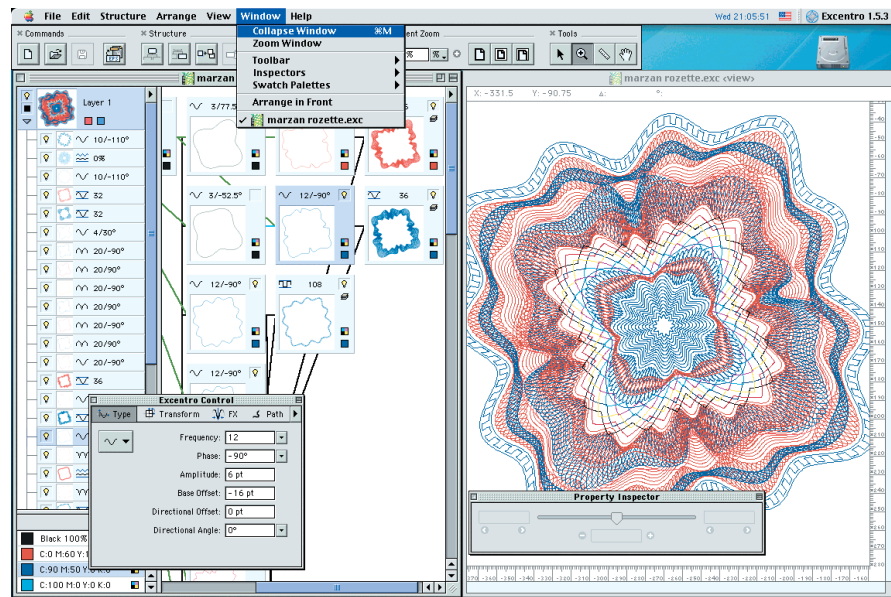 File Edit Structure Arrange View Window Help
Wed 21:05:51
Excentro 1.5.3
Commands
Structure
ent Zoom
Tools
Collapse Window ⌘M
Zoom Window
Toolbar
Inspectors
Swatch Palettes
Arrange in Front
✓ marzan rozette.exc
%
%
marzan
marzan rozette.exc <view>
X: -331.5 Y: -90.75
Layer 1
10/-110°
0%
10/-110°
32
32
4/30°
20/-90°
20/90°
20/-90°
20/90°
20/-90°
20/90°
20/-90°
36
3/77.5
3/-52.5°
12/-90°
36
12/-90°
108
12/-90°
Excentro Control
Type Transform FX Path
Frequency: 12
Phase: -90°
Amplitude: 6 pt
Base Offset: -16 pt
Directional Offset: 0 pt
Directional Angle: 0°
Property Inspector
Black 100%
C:0 M:60 Y:1
C:90 M:50 Y:0 K:0
C:100 M:0 Y:0 K:0